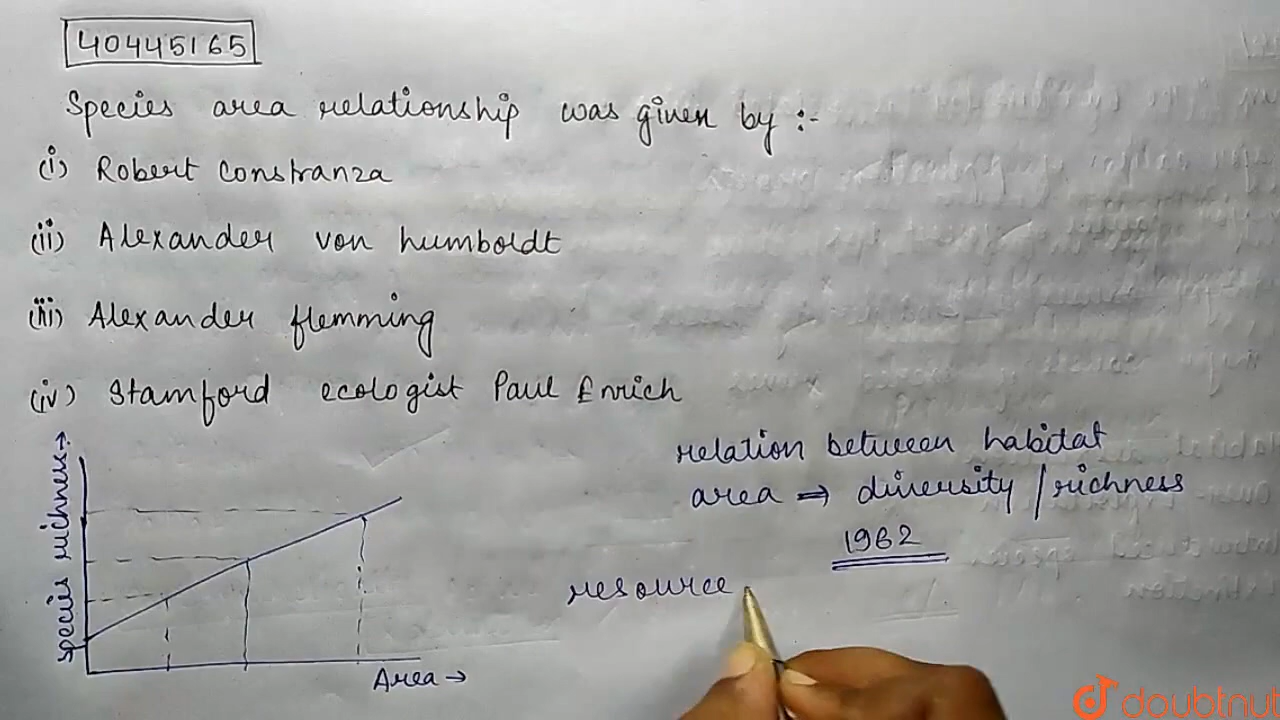 40445165
Species area relationship was given by :-
(i) Robert Constranza
(ii) Alexander von humboldt
(iii) Alexander flemming
(iv) Stamford ecologist Paul Enrich
relation between habitat
area ⇒ diversity / richness
1962
resource
species richness →
Area →
doubtnut